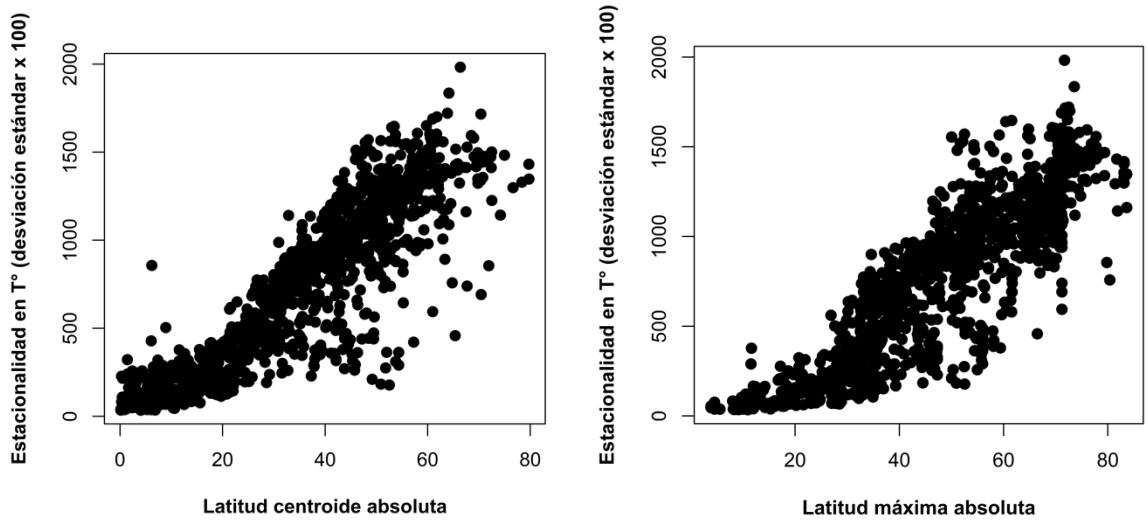 Estacionalidad en T° (desviación estándar x 100)
2000
1500
1000
500
0
0 20 40 60 80
Latitud centroide absoluta
Estacionalidad en T° (desviación estándar x 100)
2000
1500
1000
500
0
20 40 60 80
Latitud máxima absoluta